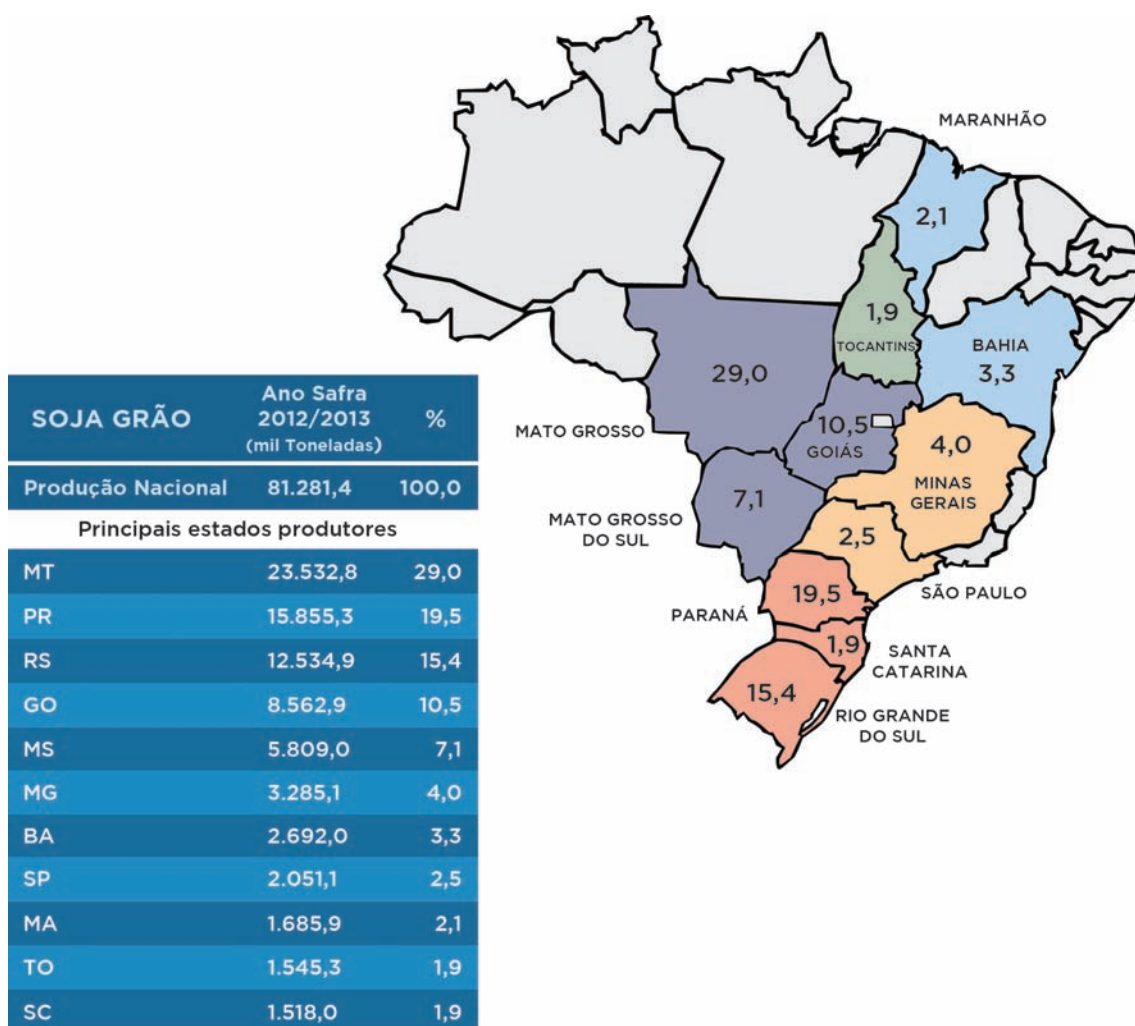 MARANHÃO
2,1
1,9
TOCANTINS
BAHIA
3,3
29,0
MATO GROSSO
10,5
GOIÁS
4,0
MINAS
GERAIS
7,1
MATO GROSSO
DO SUL
2,5
SÃO PAULO
19,5
PARANÁ
1,9
SANTA
CATARINA
15,4
RIO GRANDE
DO SUL
SOJA GRÃO Ano Safra 2012/2013 (mil Toneladas) %
Produção Nacional 81.281,4 100,0
Principais estados produtores
MT 23.532,8 29,0
PR 15.855,3 19,5
RS 12.534,9 15,4
GO 8.562,9 10,5
MS 5.809,0 7,1
MG 3.285,1 4,0
BA 2.692,0 3,3
SP 2.051,1 2,5
MA 1.685,9 2,1
TO 1.545,3 1,9
SC 1.518,0 1,9